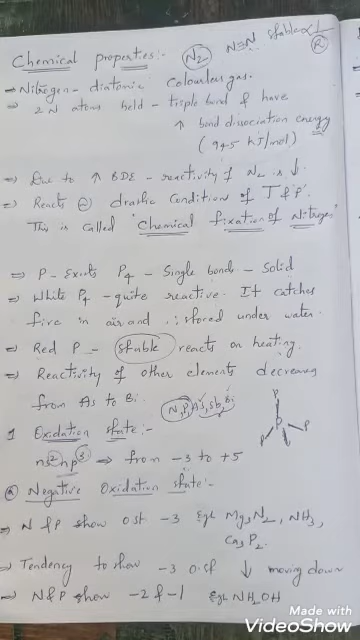 Chemical properties:- N2 N≡N stable ∝ 1/R
→ Nitrogen - diatomic colourless gas.
⇒ 2 N atoms held - triple bond & have
↑ bond dissociation energy
(945 kJ/mol)
⇒ Due to ↑ BDE - reactivity of N2 is ↓.
⇒ Reacts @ drastic condition of T & P.
This is called "Chemical fixation of Nitrogen
⇒ P - Exists P4 - Single bonds - Solid
⇒ White P4 - quite reactive. It catches
fire in air and ∴ stored under water.
⇒ Red P - stable reacts on heating.
⇒ Reactivity of other elements decreases
from As to Bi. N, P, As, Sb, Bi
1 Oxidation state:-
ns2 np3 ⇒ from -3 to +5
P
P
P P
ⓐ Negative Oxidation state:-
⇒ N & P show o.st -3 Eg:- Mg3N2, NH3,
Ca3P2.
→ Tendency to show -3 o.s ↓ moving down
⇒ N & P show -2 & -1 Eg:- NH2OH
Made with
VideoShow